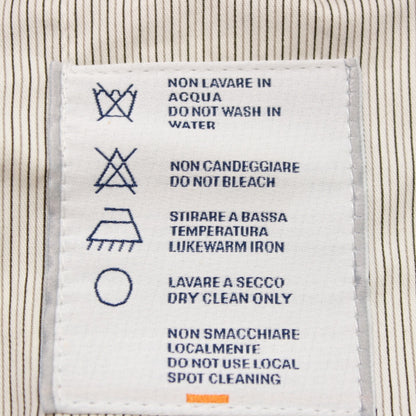 NON LAVARE IN
ACQUA
DO NOT WASH IN
WATER
NON CANDEGGIARE
DO NOT BLEACH
STIRARE A BASSA
TEMPERATURA
LUKEWARM IRON
LAVARE A SECCO
DRY CLEAN ONLY
NON SMACCHIARE
LOCALMENTE
DO NOT USE LOCAL
SPOT CLEANING